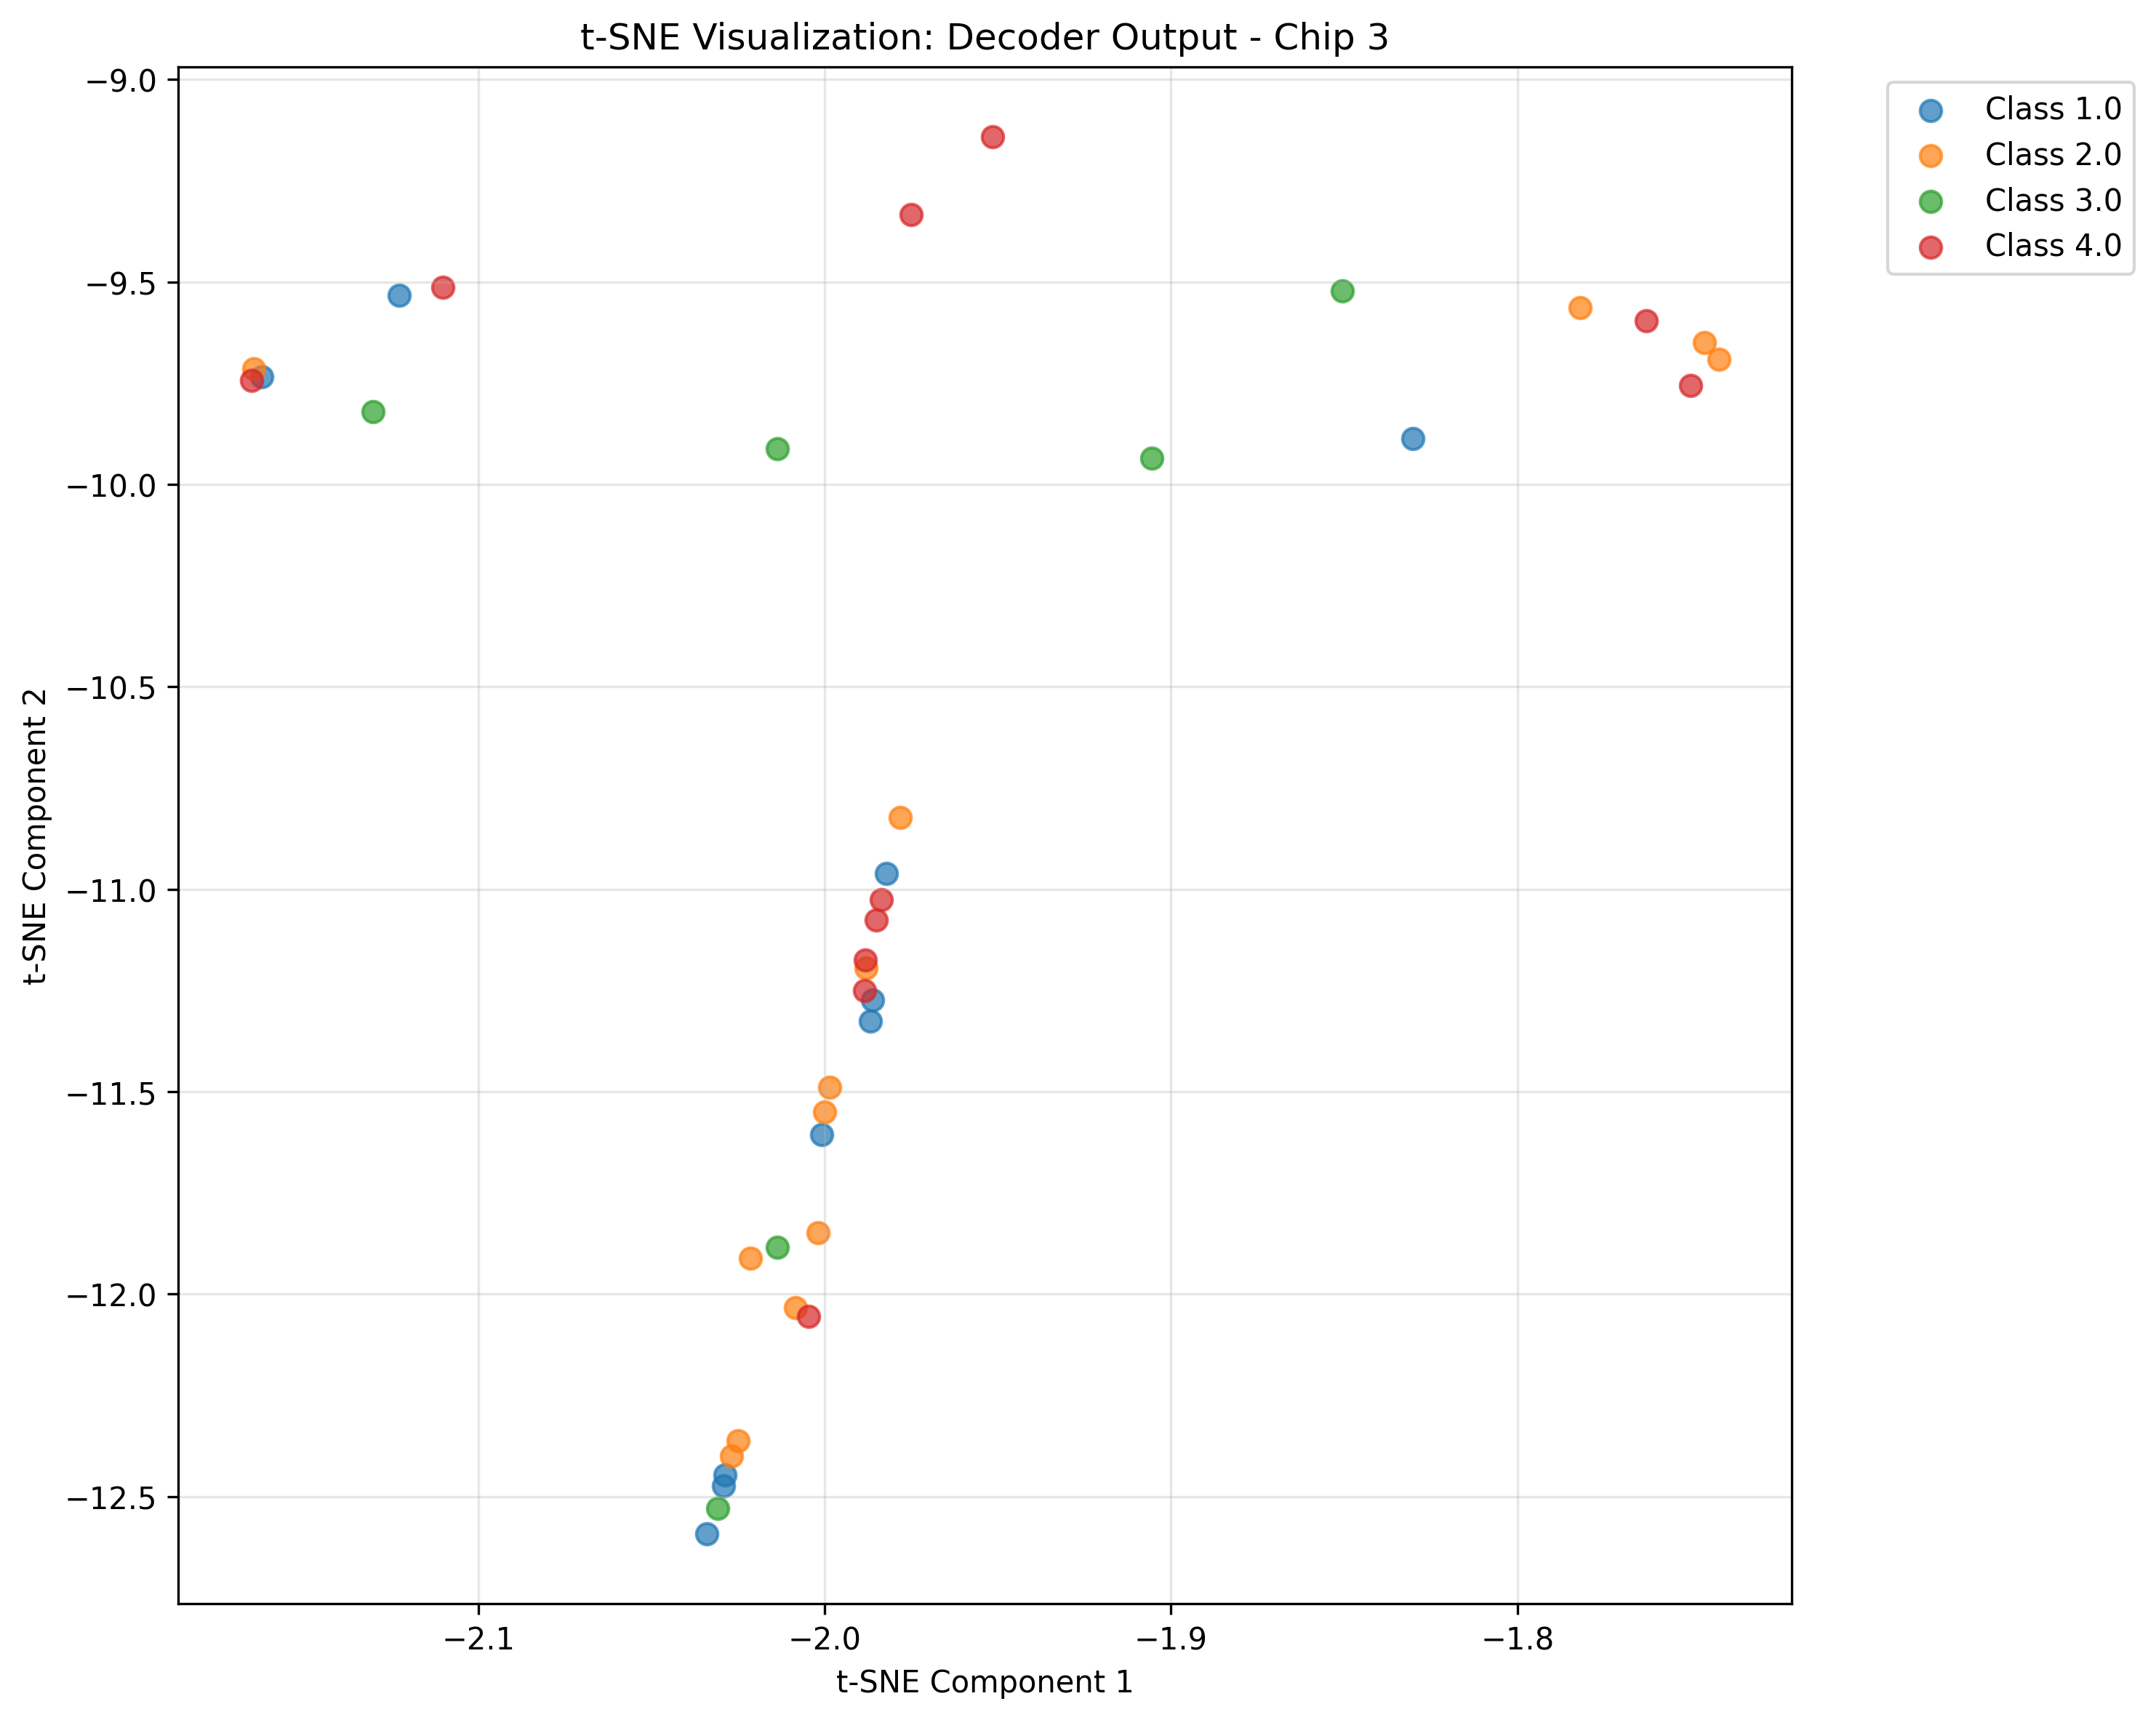 t-SNE Visualization: Decoder Output - Chip 3
Class 1.0
Class 2.0
Class 3.0
Class 4.0
−9.0
−9.5
−10.0
−10.5
−11.0
−11.5
−12.0
−12.5
t-SNE Component 2
−2.1
−2.0
−1.9
−1.8
t-SNE Component 1